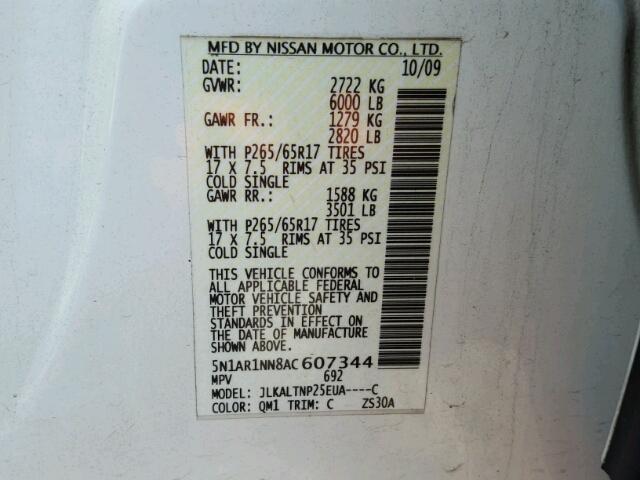 MFD BY NISSAN MOTOR CO., LTD.
DATE: 10/09
GVWR: 2722 KG
6000 LB
GAWR FR.: 1279 KG
2820 LB
WITH P265/65R17 TIRES
17 X 7.5 RIMS AT 35 PSI
COLD SINGLE
GAWR RR.: 1588 KG
3501 LB
WITH P265/65R17 TIRES
17 X 7.5 RIMS AT 35 PSI
COLD SINGLE
THIS VEHICLE CONFORMS TO
ALL APPLICABLE FEDERAL
MOTOR VEHICLE SAFETY AND
THEFT PREVENTION
STANDARDS IN EFFECT ON
THE DATE OF MANUFACTURE
SHOWN ABOVE.
5N1AR1NN8AC607344
MPV 692
MODEL: JLKALTNP25EUA----C
COLOR: QM1 TRIM: C ZS30A